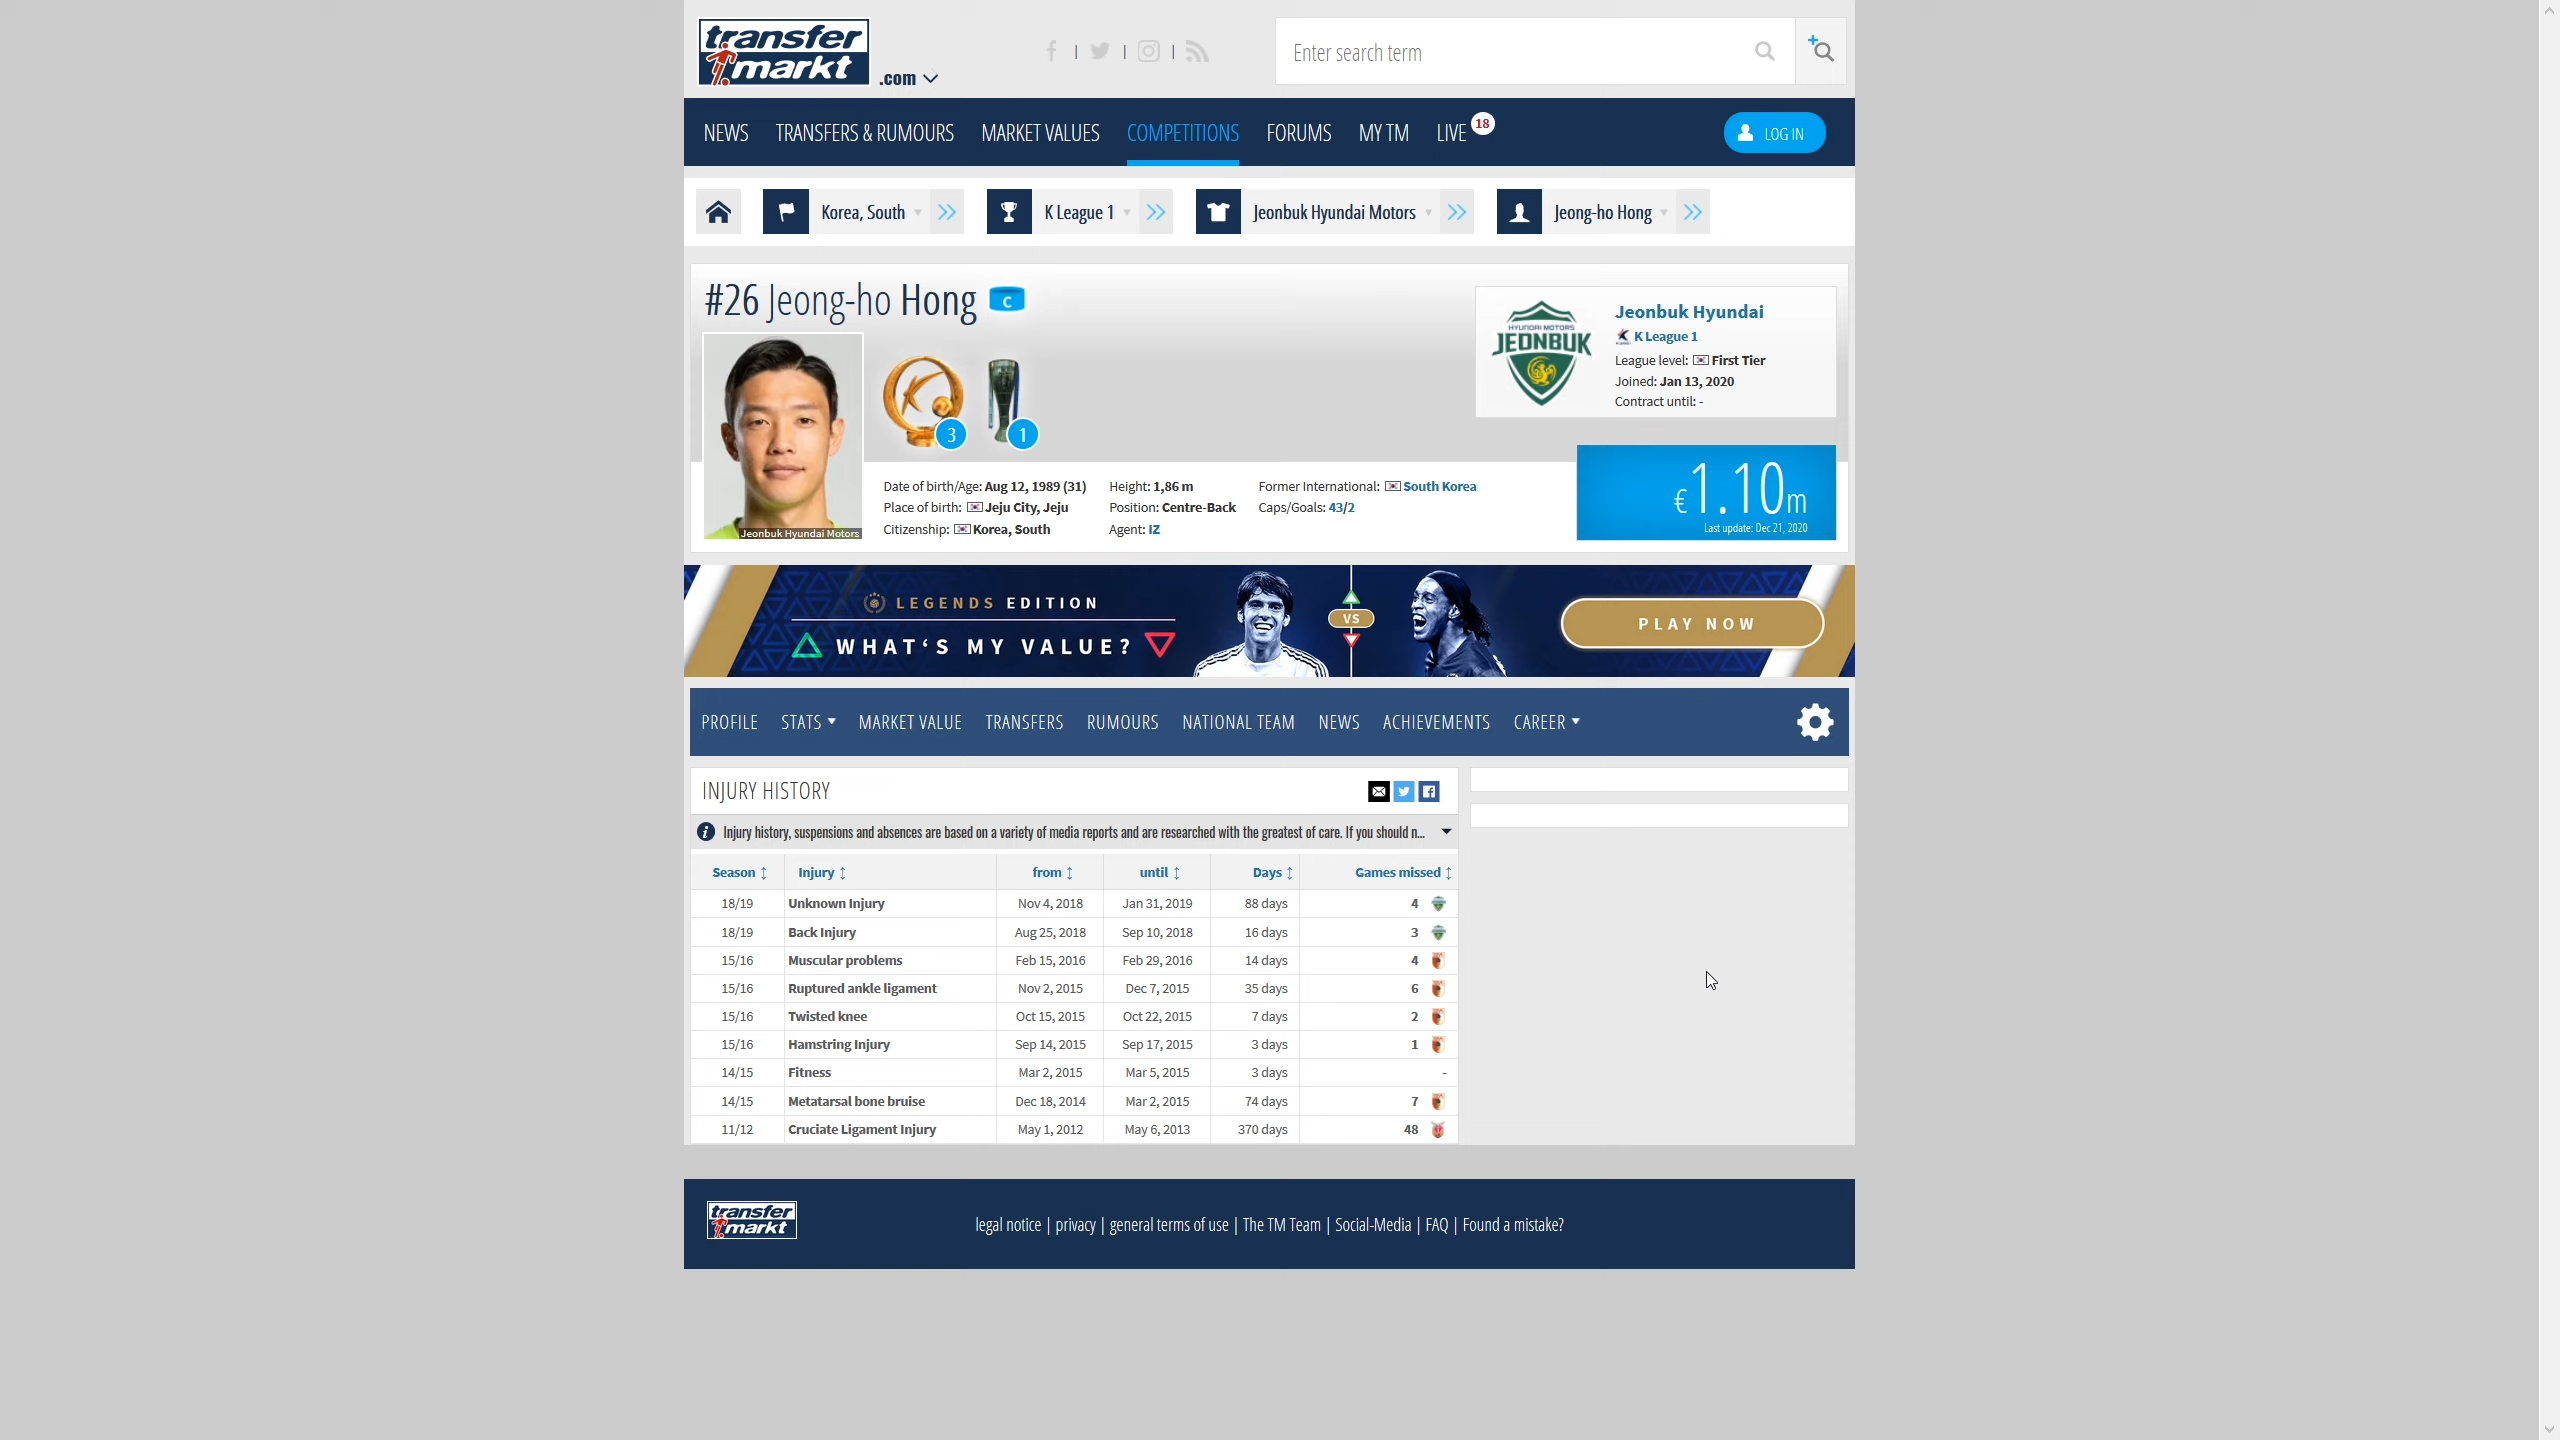 transfer
markt
.com
Enter search term
NEWS TRANSFERS & RUMOURS MARKET VALUES COMPETITIONS FORUMS MY TM LIVE 18 LOG IN
Korea, South K League 1 Jeonbuk Hyundai Motors Jeong-ho Hong
#26 Jeong-ho Hong C
3 1
Jeonbuk Hyundai Motors
HYUNDAI MOTORS
JEONBUK
Jeonbuk Hyundai
K League 1
League level: First Tier
Joined: Jan 13, 2020
Contract until: -
Date of birth/Age: Aug 12, 1989 (31) Height: 1,86 m Former International: South Korea
Place of birth: Jeju City, Jeju Position: Centre-Back Caps/Goals: 43/2
Citizenship: Korea, South Agent: IZ
€1.10m
Last update: Dec 21, 2020
LEGENDS EDITION
WHAT'S MY VALUE?
VS
PLAY NOW
PROFILE STATS MARKET VALUE TRANSFERS RUMOURS NATIONAL TEAM NEWS ACHIEVEMENTS CAREER
INJURY HISTORY
i Injury history, suspensions and absences are based on a variety of media reports and are researched with the greatest of care. If you should n...
Season Injury from until Days Games missed
18/19 Unknown Injury Nov 4, 2018 Jan 31, 2019 88 days 4
18/19 Back Injury Aug 25, 2018 Sep 10, 2018 16 days 3
15/16 Muscular problems Feb 15, 2016 Feb 29, 2016 14 days 4
15/16 Ruptured ankle ligament Nov 2, 2015 Dec 7, 2015 35 days 6
15/16 Twisted knee Oct 15, 2015 Oct 22, 2015 7 days 2
15/16 Hamstring Injury Sep 14, 2015 Sep 17, 2015 3 days 1
14/15 Fitness Mar 2, 2015 Mar 5, 2015 3 days -
14/15 Metatarsal bone bruise Dec 18, 2014 Mar 2, 2015 74 days 7
11/12 Cruciate Ligament Injury May 1, 2012 May 6, 2013 370 days 48
transfer
markt
legal notice | privacy | general terms of use | The TM Team | Social-Media | FAQ | Found a mistake?